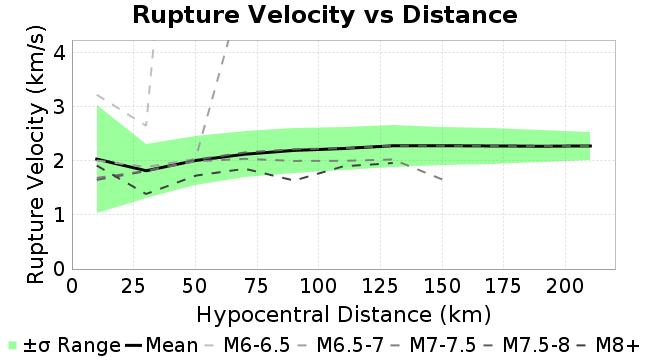 Rupture Velocity vs Distance
Rupture Velocity (km/s)
4
3
2
1
0
0 25 50 75 100 125 150 175 200
Hypocentral Distance (km)
±σ Range Mean M6-6.5 M6.5-7 M7-7.5 M7.5-8 M8+